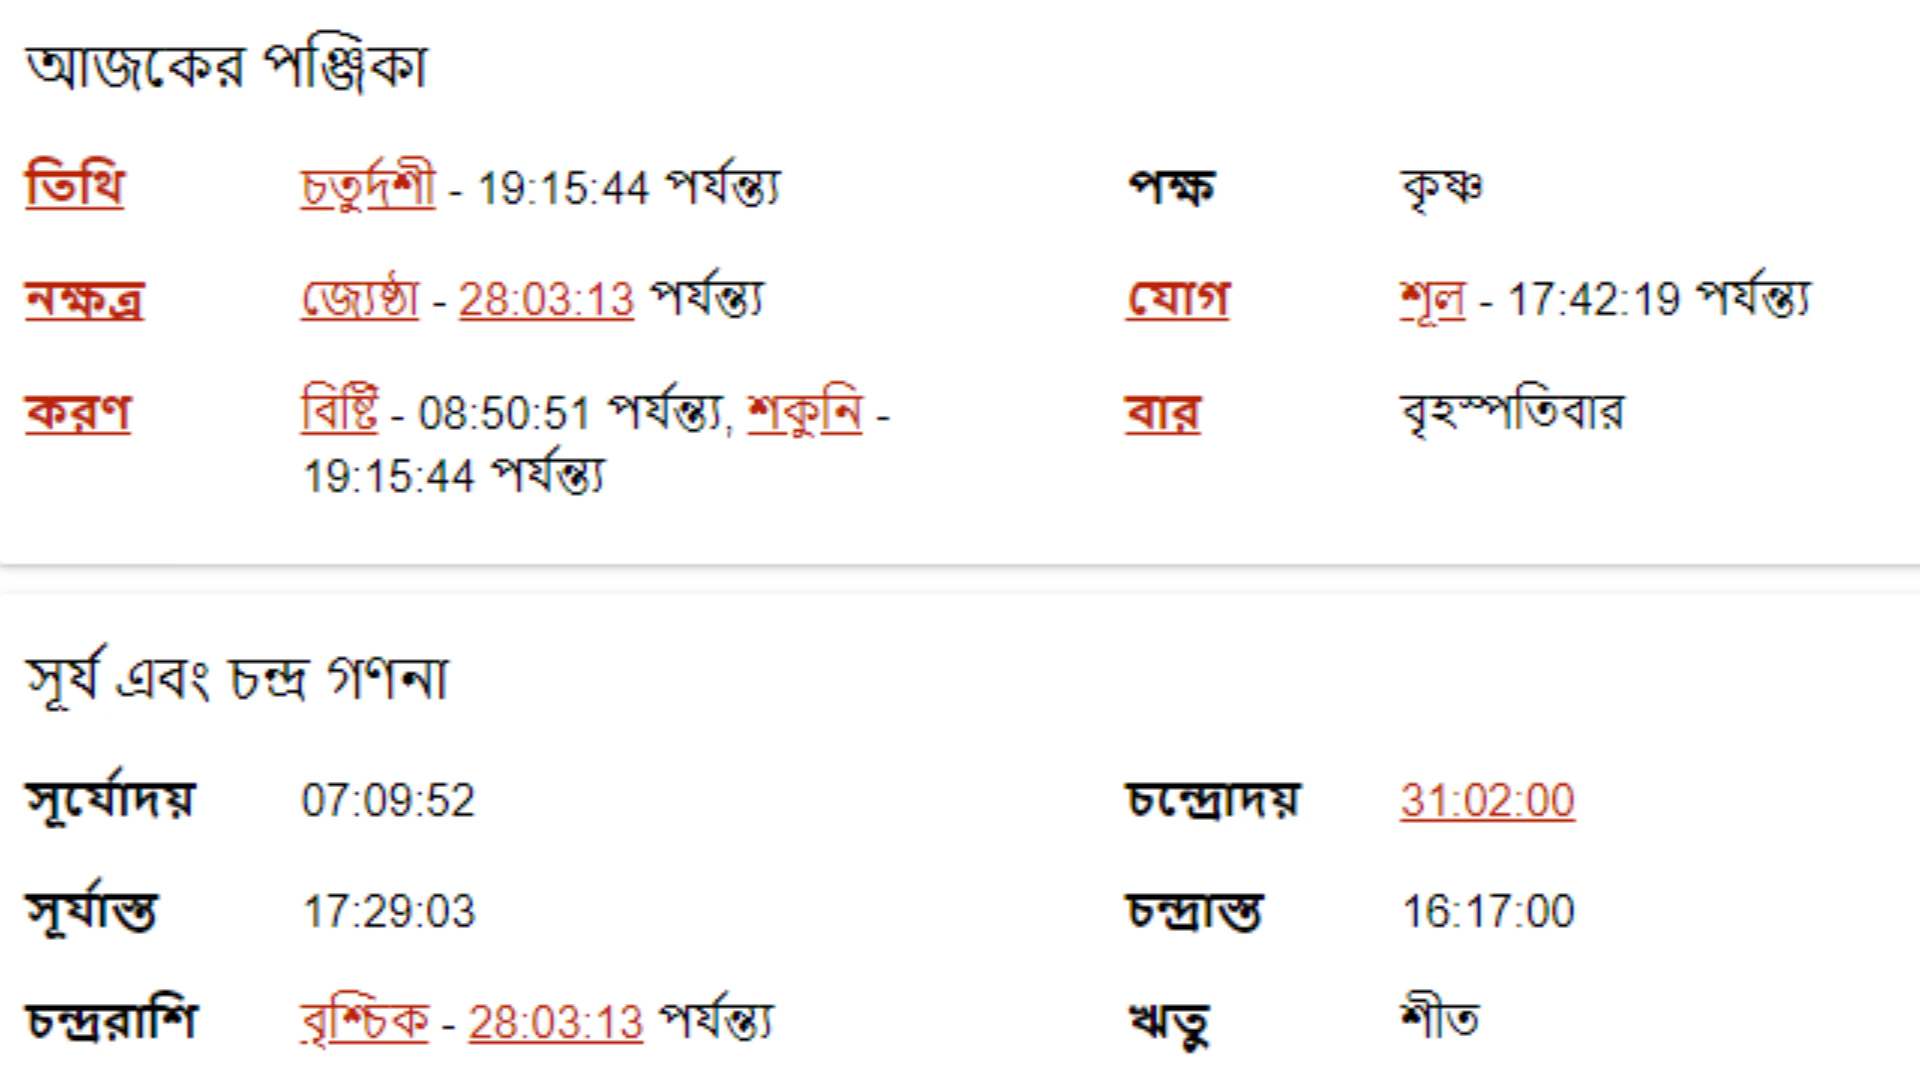 আজকের পঞ্জিকা
তিথি চতুর্দশী - 19:15:44 পর্যন্ত্য পক্ষ কৃষ্ণ
নক্ষত্র জ্যেষ্ঠা - 28:03:13 পর্যন্ত্য যোগ শূল - 17:42:19 পর্যন্ত্য
করণ বিষ্টি - 08:50:51 পর্যন্ত্য, শকুনি - বার বৃহস্পতিবার
19:15:44 পর্যন্ত্য
সূর্য এবং চন্দ্র গণনা
সূর্যোদয় 07:09:52 চন্দ্রোদয় 31:02:00
সূর্যাস্ত 17:29:03 চন্দ্রাস্ত 16:17:00
চন্দ্ররাশি বৃশ্চিক - 28:03:13 পর্যন্ত্য ঋতু শীত